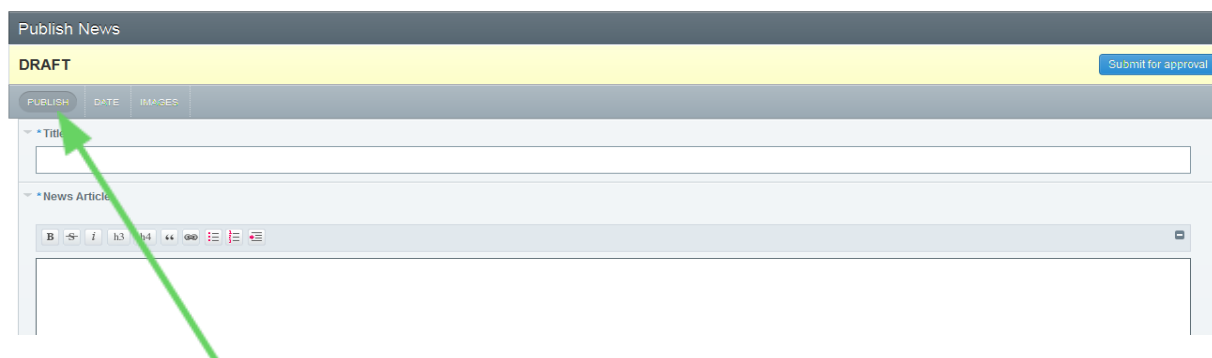 Publish News
DRAFT
Submit for approval
PUBLISH DATE IMAGES
* Title
* News Article
B S i h3 h4 “